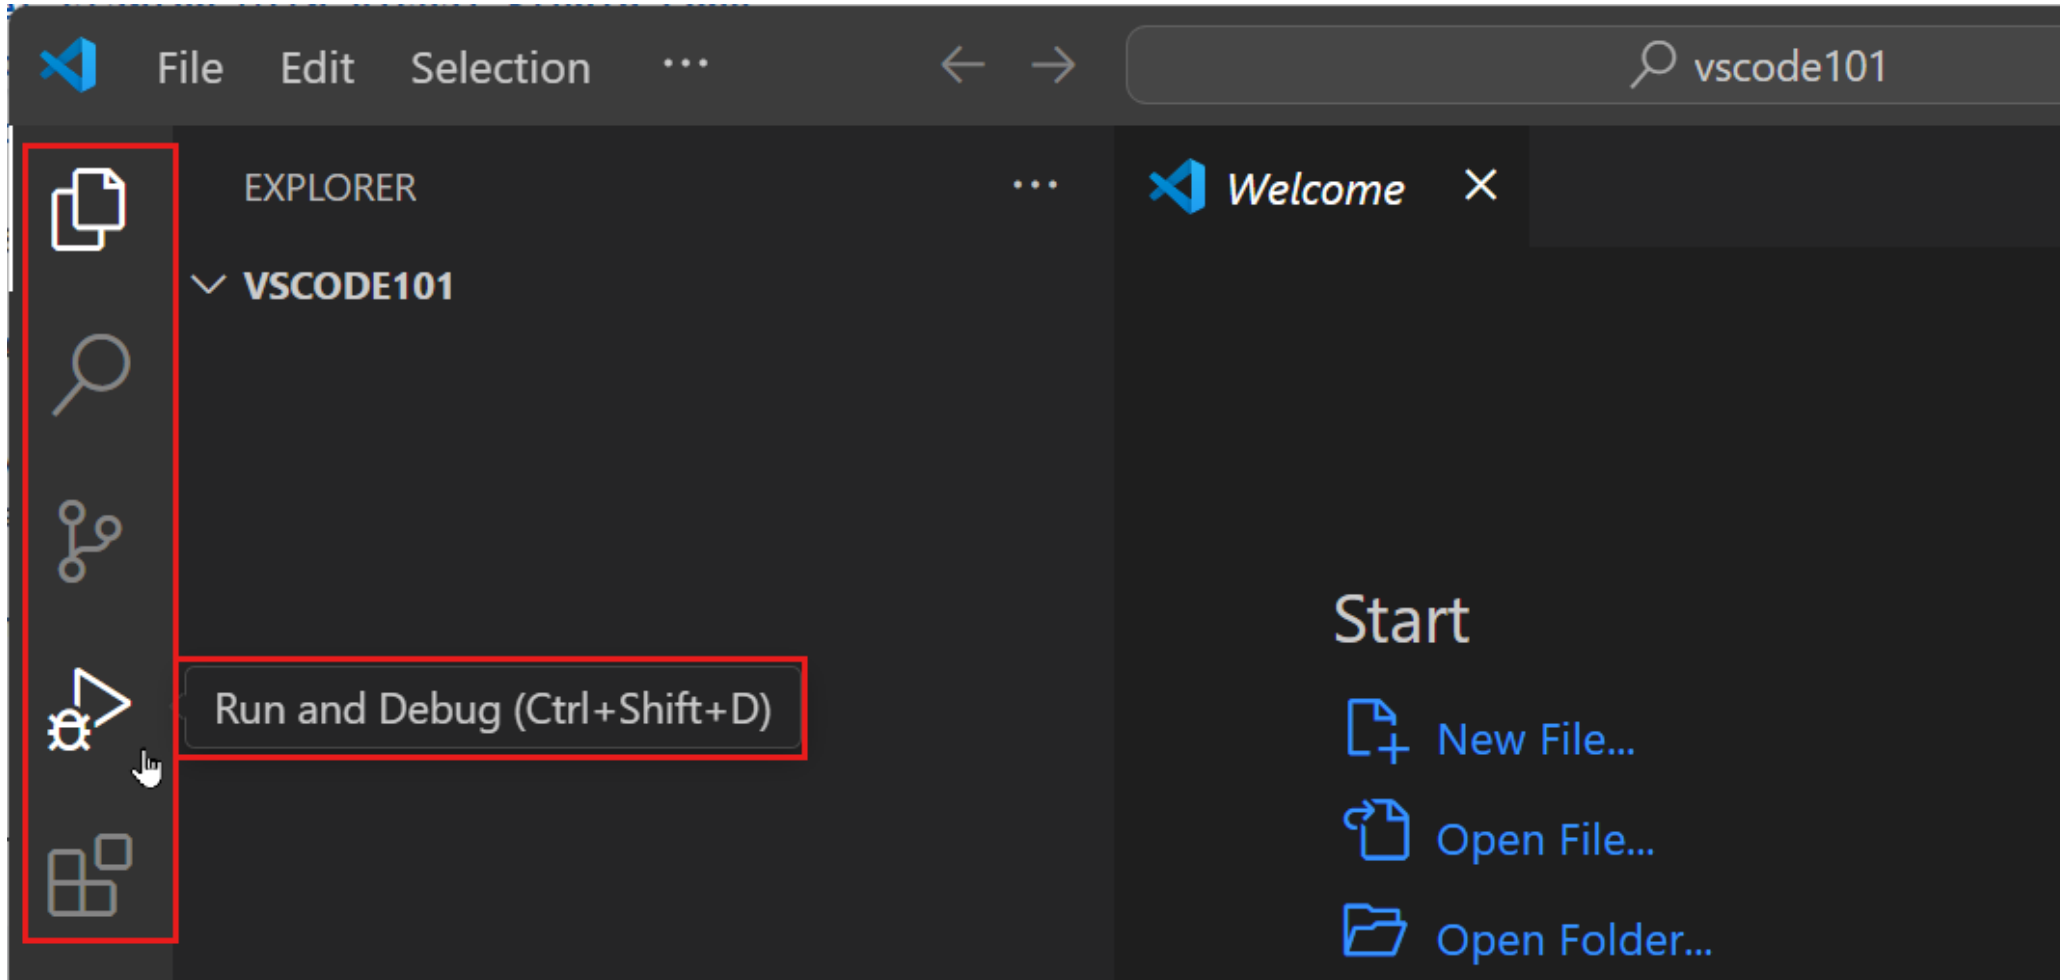 File Edit Selection ··· vscode101
EXPLORER ···
Welcome
VSCODE101
Start
Run and Debug (Ctrl+Shift+D)
New File...
Open File...
Open Folder...